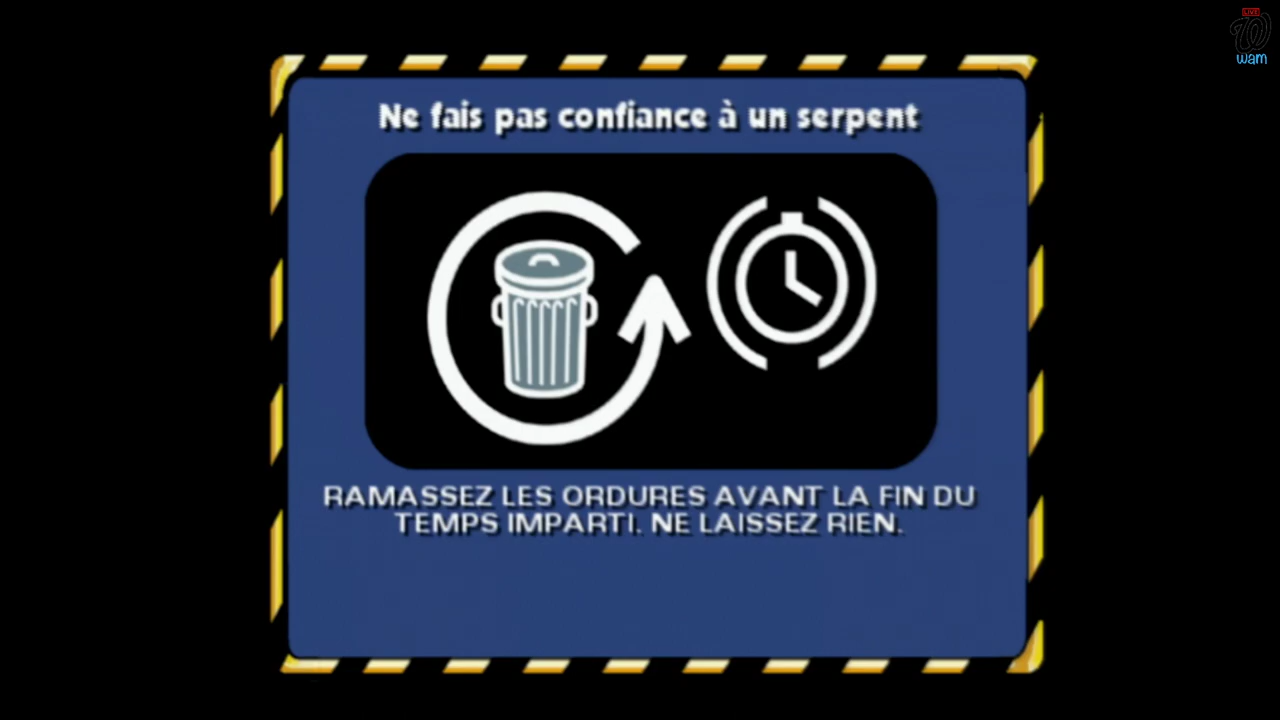 LIVE
wam
Ne fais pas confiance à un serpent
RAMASSEZ LES ORDURES AVANT LA FIN DU
TEMPS IMPARTI. NE LAISSEZ RIEN.